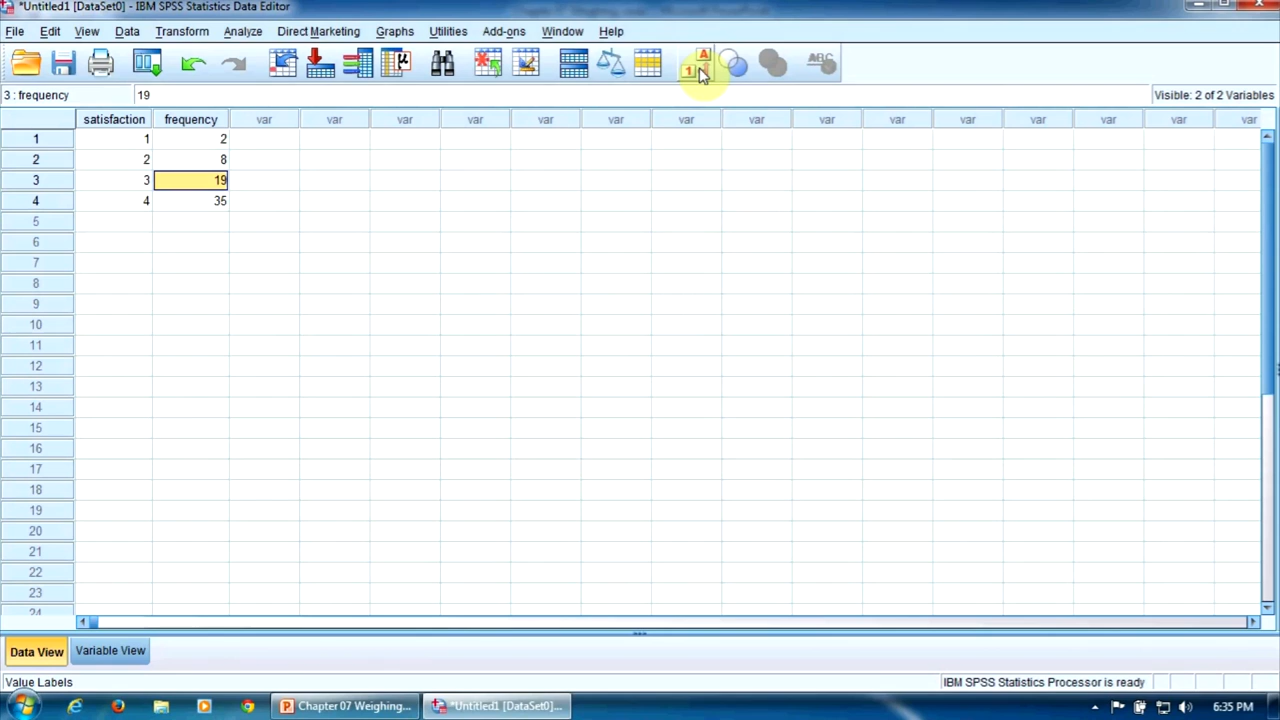 *Untitled1 [DataSet0] - IBM SPSS Statistics Data Editor
File Edit View Data Transform Analyze Direct Marketing Graphs Utilities Add-ons Window Help
A
1
μ
ABC
3 : frequency 19 Visible: 2 of 2 Variables
satisfaction frequency var var var var var var var var var var var var var var var
1 1 2
2 2 8
3 3 19
4 4 35
5
6
7
8
9
10
11
12
13
14
15
16
17
18
19
20
21
22
23
24
Data View Variable View
Value Labels IBM SPSS Statistics Processor is ready
Chapter 07 Weighing... *Untitled1 [DataSet0]... 6:35 PM